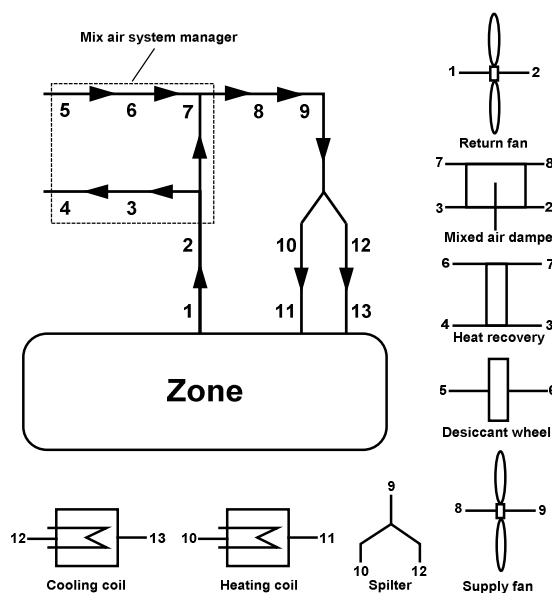 Mix air system manager
5 6 7 8 9
4 3
2 10 12
1 11 13
Zone
1 2
Return fan
7 8
3 2
Mixed air dampe
6 7
4 3
Heat recovery
5 6
Desiccant wheel
8 9
Supply fan
12 13
Cooling coil
10 11
Heating coil
9
10 12
Spilter